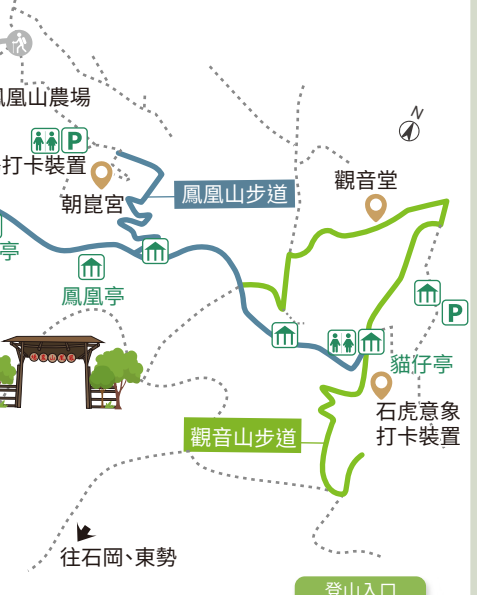 凰山農場
P
打卡裝置
朝崑宮
鳳凰山步道
N
觀音堂
亭
鳳凰亭
P
貓仔亭
石虎意象
打卡裝置
觀音山步道
往石岡、東勢
登山入口